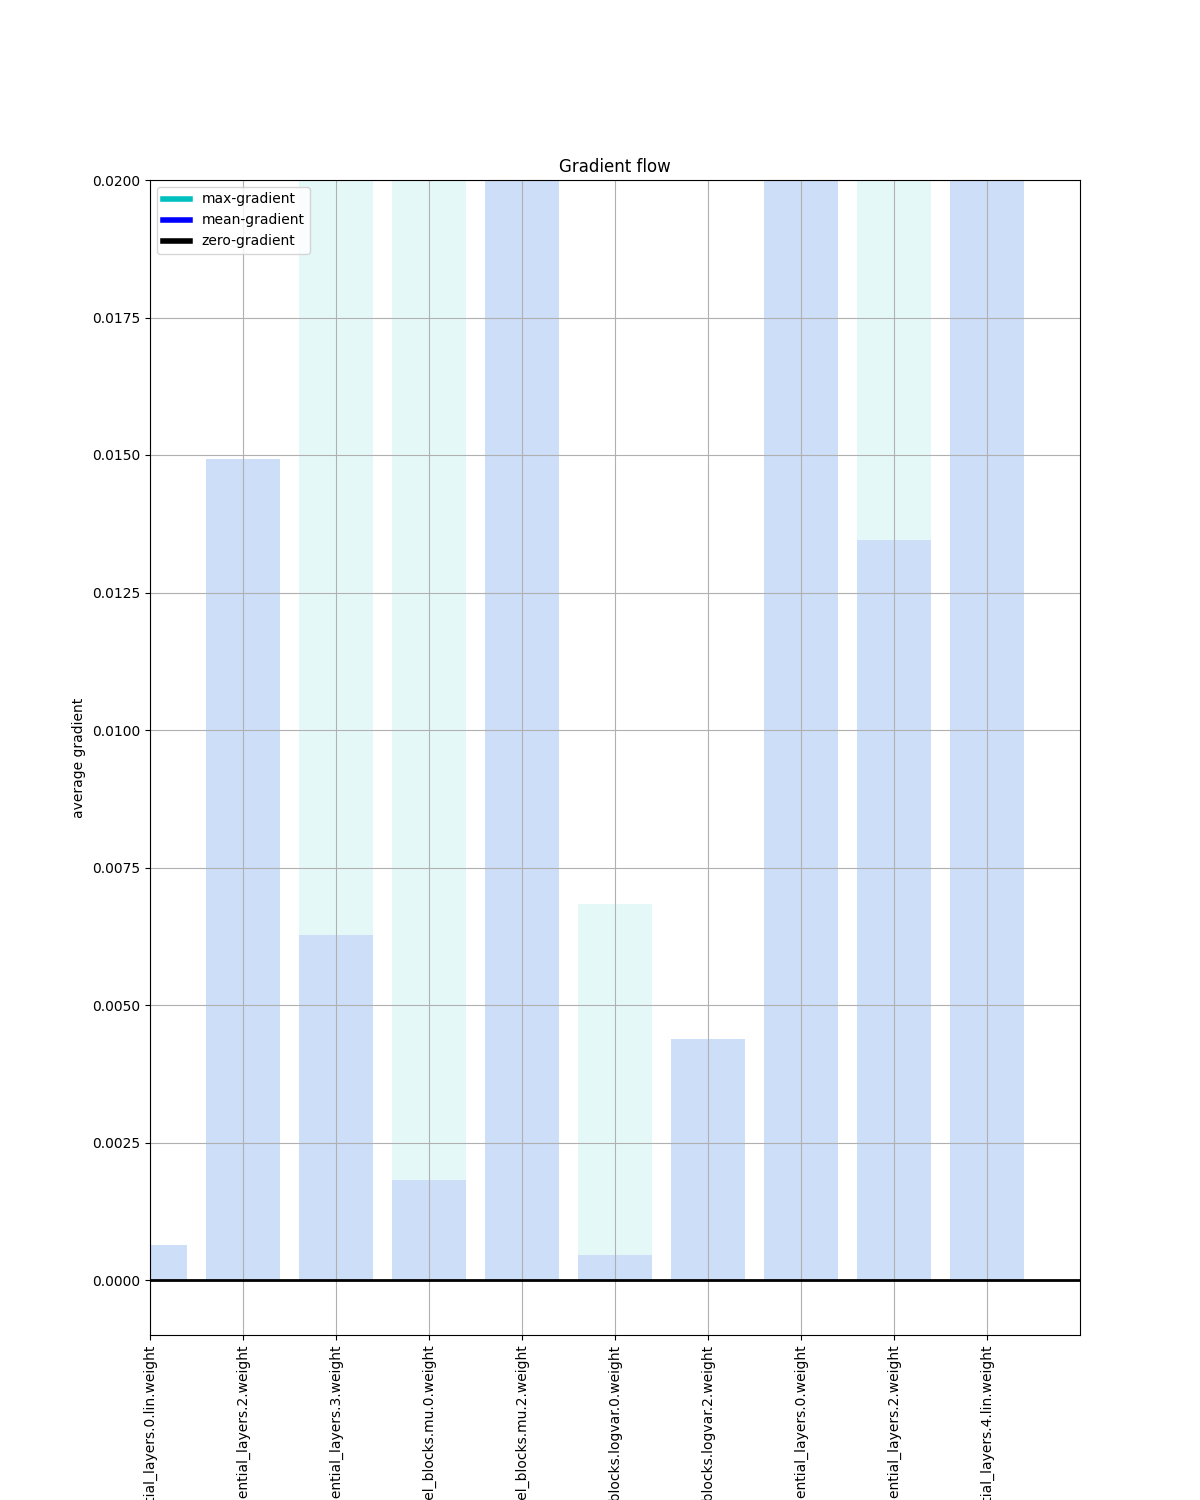 Gradient flow
max-gradient
mean-gradient
zero-gradient
0.0200
0.0175
0.0150
0.0125
0.0100
0.0075
0.0050
0.0025
0.0000
average gradient
tial_layers.0.lin.weight
ential_layers.2.weight
ential_layers.3.weight
el_blocks.mu.0.weight
el_blocks.mu.2.weight
blocks.logvar.0.weight
blocks.logvar.2.weight
ential_layers.0.weight
ential_layers.2.weight
tial_layers.4.lin.weight